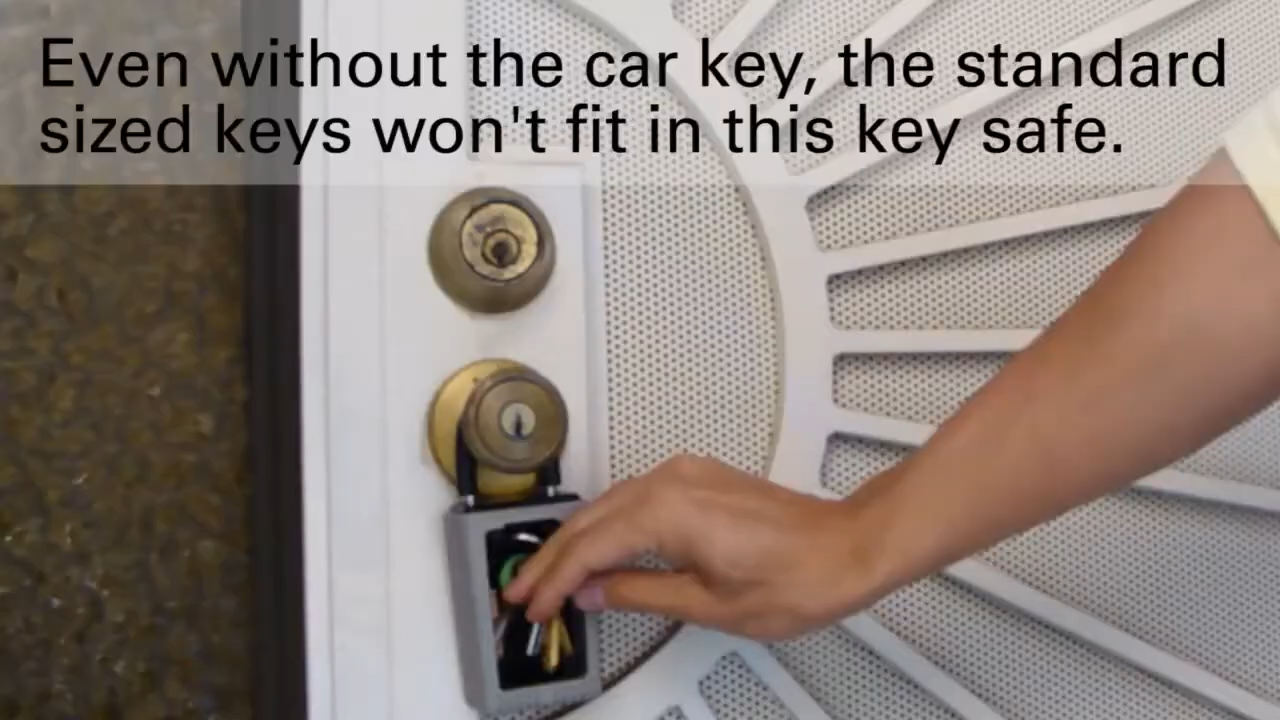 Even without the car key, the standard
sized keys won't fit in this key safe.